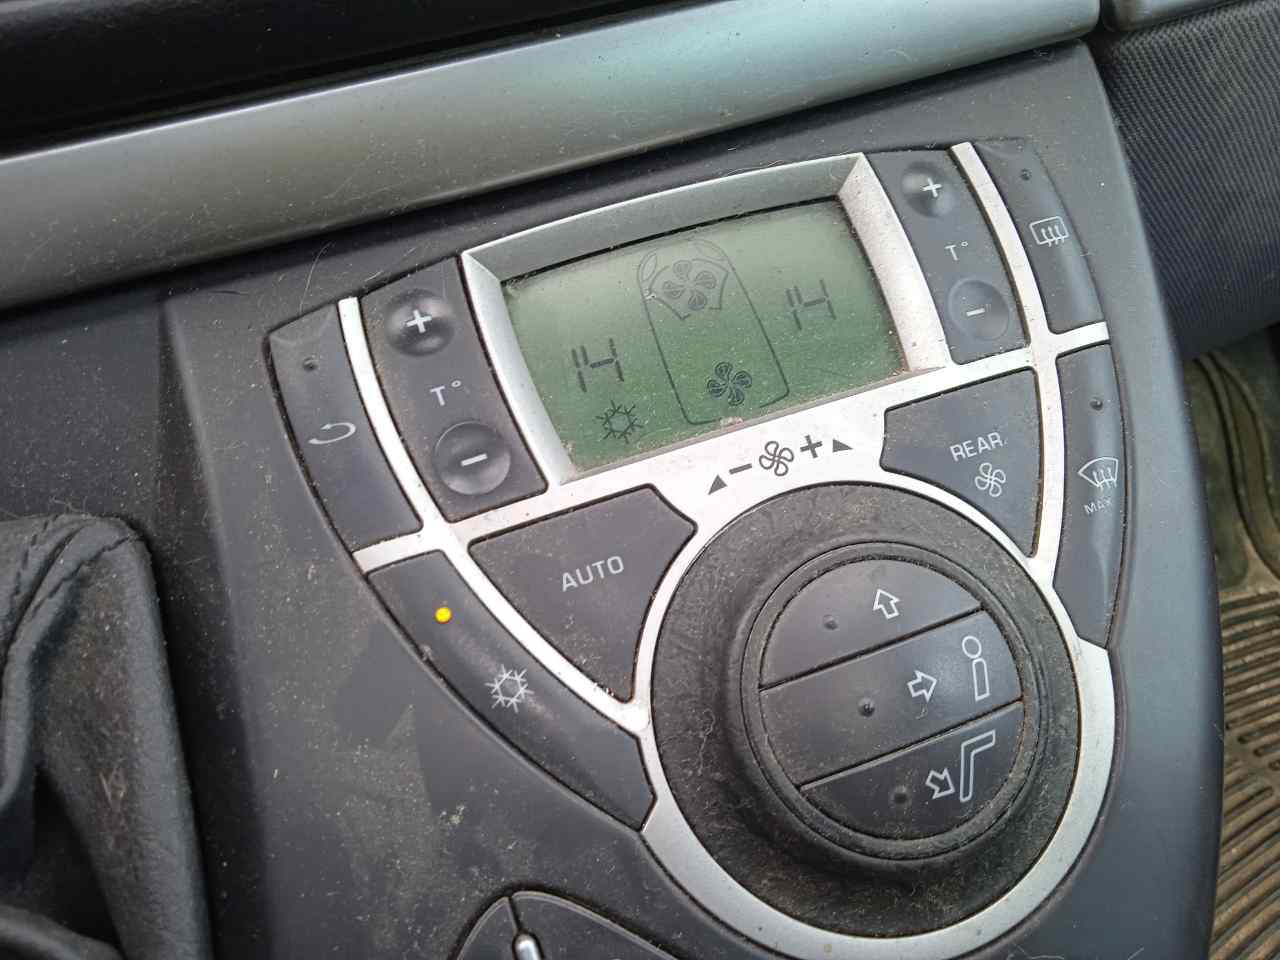 +
+
T°
T°
-
-
14
14
- +
REAR
MAX
AUTO